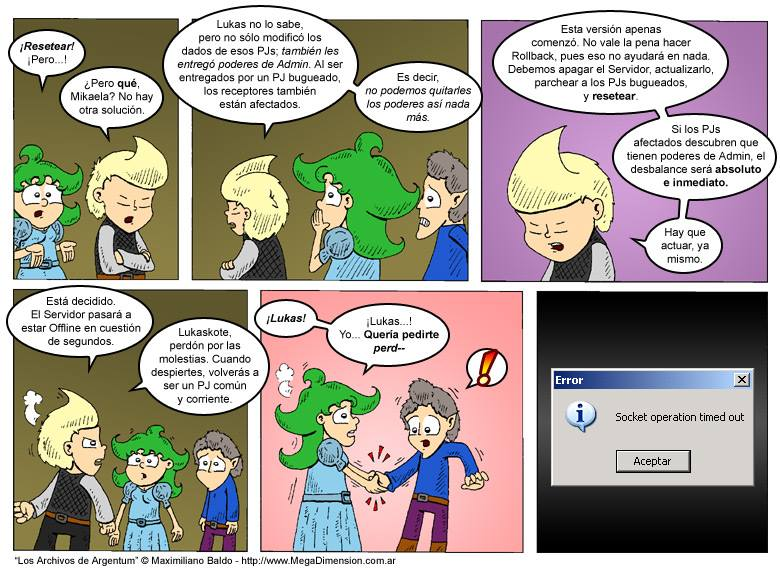 ¡Resetear!
¡Pero...!
¿Pero qué,
Mikaela? No hay
otra solución.
Lukas no lo sabe,
pero no sólo modificó los
dados de esos PJs; también les
entregó poderes de Admin. Al ser
entregados por un PJ bugueado,
los receptores también
están afectados.
Es decir,
no podemos quitarles
los poderes así nada
más.
Esta versión apenas
comenzó. No vale la pena hacer
Rollback, pues eso no ayudará en nada.
Debemos apagar el Servidor, actualizarlo,
parchear a los PJs bugueados,
y resetear.
Si los PJs
afectados descubren que
tienen poderes de Admin, el
desbalance será absoluto
e inmediato.
Hay que
actuar, ya
mismo.
Está decidido.
El Servidor pasará a
estar Offline en cuestión
de segundos.
Lukaskote,
perdón por las
molestias. Cuando
despiertes, volverás a
ser un PJ común
y corriente.
¡Lukas!
¡Lukas...!
Yo... Quería pedirte
perd--
!
Error
Socket operation timed out
Aceptar
"Los Archivos de Argentum" © Maximiliano Baldo - http://www.MegaDimension.com.ar